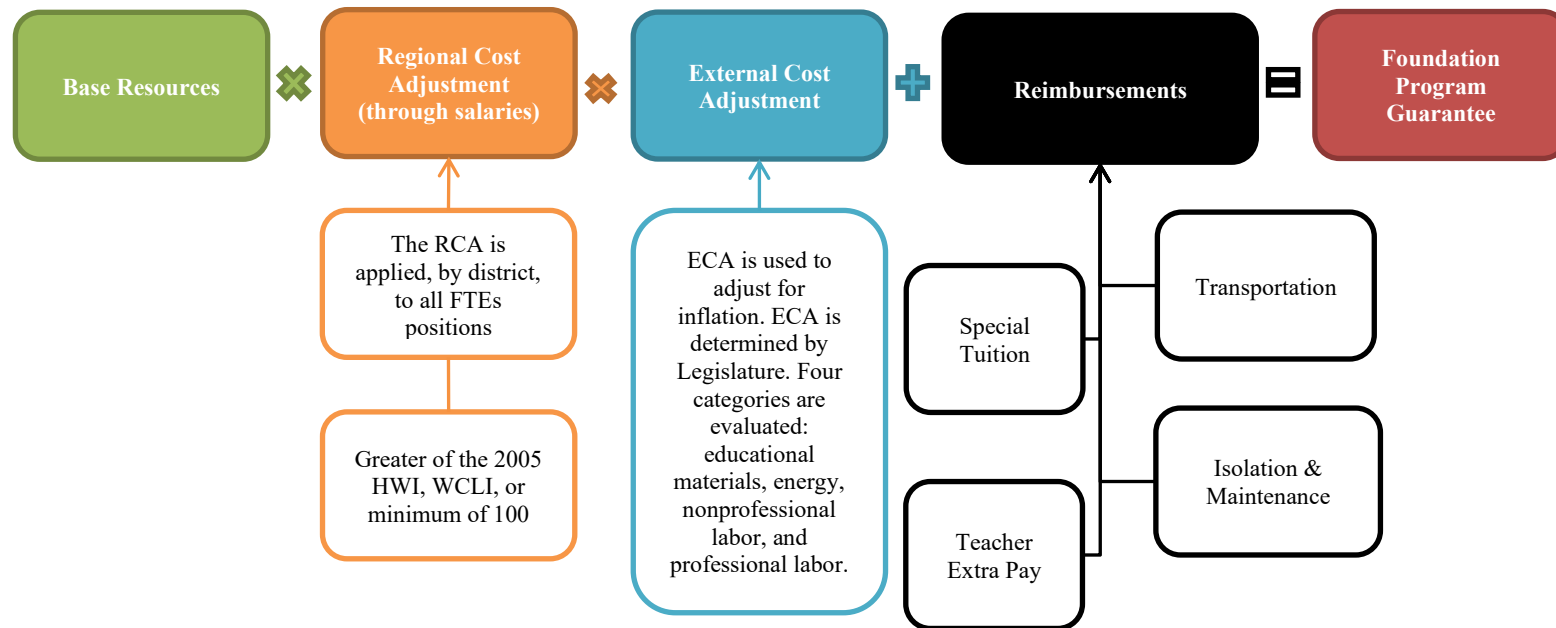 Base Resources
Regional Cost
Adjustment
(through salaries)
External Cost
Adjustment
Reimbursements
Foundation
Program
Guarantee
The RCA is
applied, by district,
to all FTEs
positions
Greater of the 2005
HWI, WCLI, or
minimum of 100
ECA is used to
adjust for
inflation. ECA is
determined by
Legislature. Four
categories are
evaluated:
educational
materials, energy,
nonprofessional
labor, and
professional labor.
Special
Tuition
Transportation
Teacher
Extra Pay
Isolation &
Maintenance